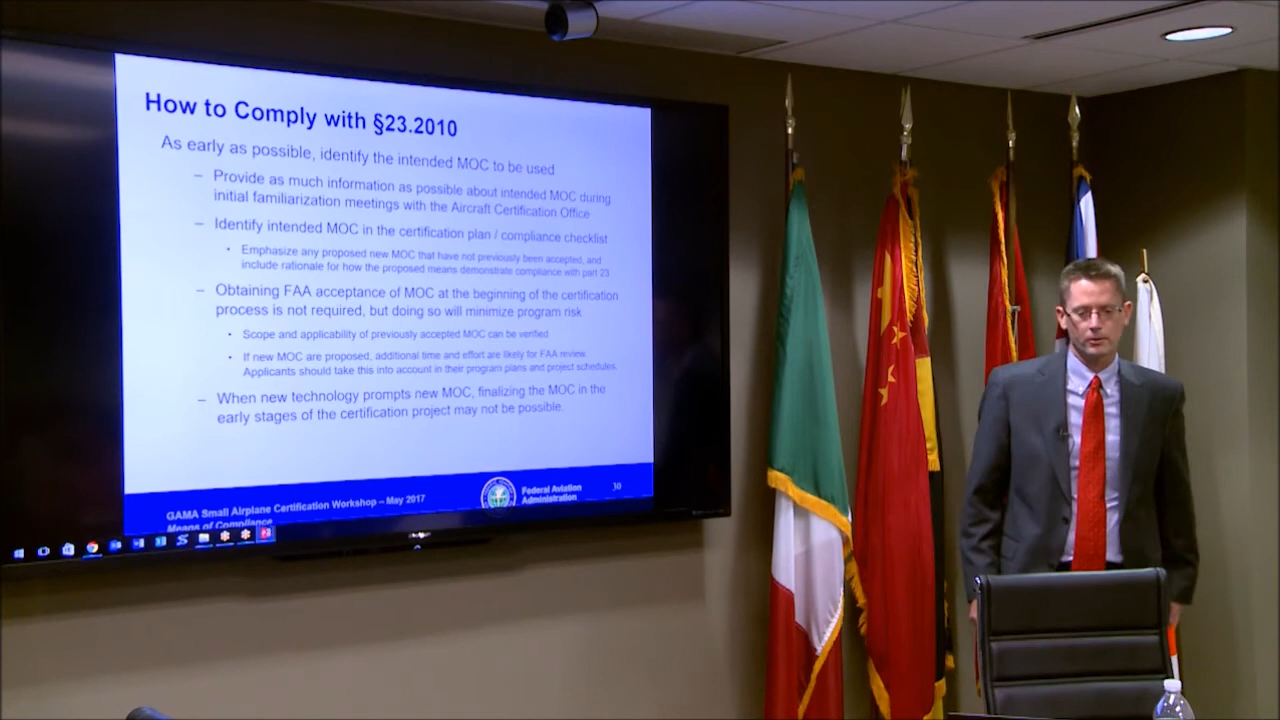 How to Comply with §23.2010
As early as possible, identify the intended MOC to be used
– Provide as much information as possible about intended MOC during
initial familiarization meetings with the Aircraft Certification Office
– Identify intended MOC in the certification plan / compliance checklist
• Emphasize any proposed new MOC that have not previously been accepted, and
include rationale for how the proposed means demonstrate compliance with part 23
– Obtaining FAA acceptance of MOC at the beginning of the certification
process is not required, but doing so will minimize program risk
• Scope and applicability of previously accepted MOC can be verified
• If new MOC are proposed, additional time and effort are likely for FAA review.
Applicants should take this into account in their program plans and project schedules.
– When new technology prompts new MOC, finalizing the MOC in the
early stages of the certification project may not be possible.
GAMA Small Airplane Certification Workshop – May 2017
Means of Compliance
Federal Aviation
Administration
30